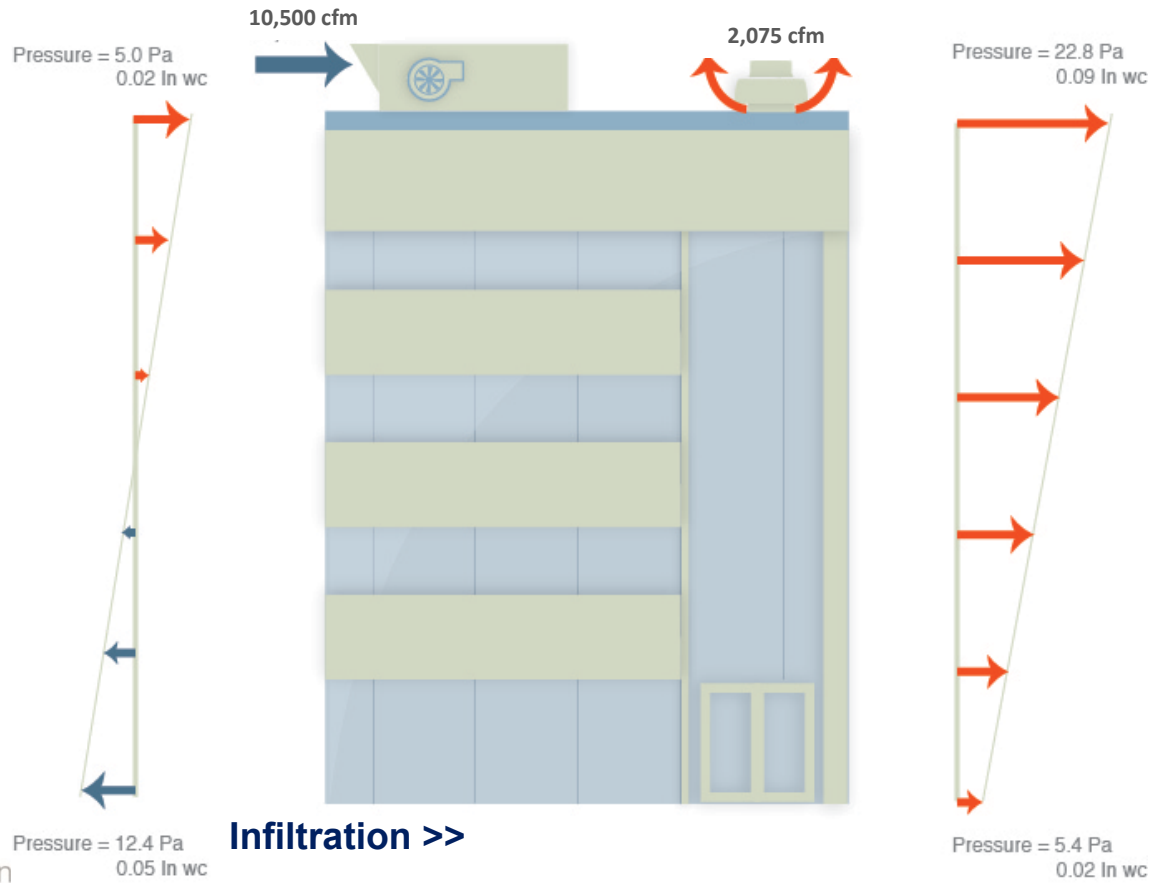 10,500 cfm
2,075 cfm
Pressure = 5.0 Pa
0.02 In wc
Pressure = 22.8 Pa
0.09 In wc
Infiltration >>
Pressure = 12.4 Pa
0.05 In wc
Pressure = 5.4 Pa
0.02 In wc